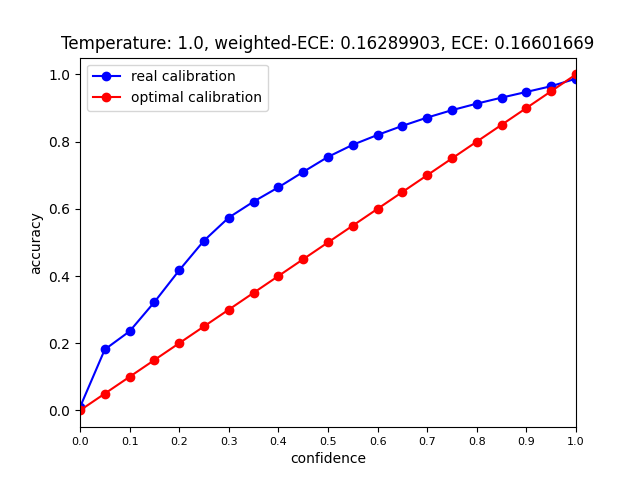 Temperature: 1.0, weighted-ECE: 0.16289903, ECE: 0.16601669
real calibration
optimal calibration
1.0
0.8
0.6
0.4
0.2
0.0
accuracy
0.0 0.1 0.2 0.3 0.4 0.5 0.6 0.7 0.8 0.9 1.0
confidence